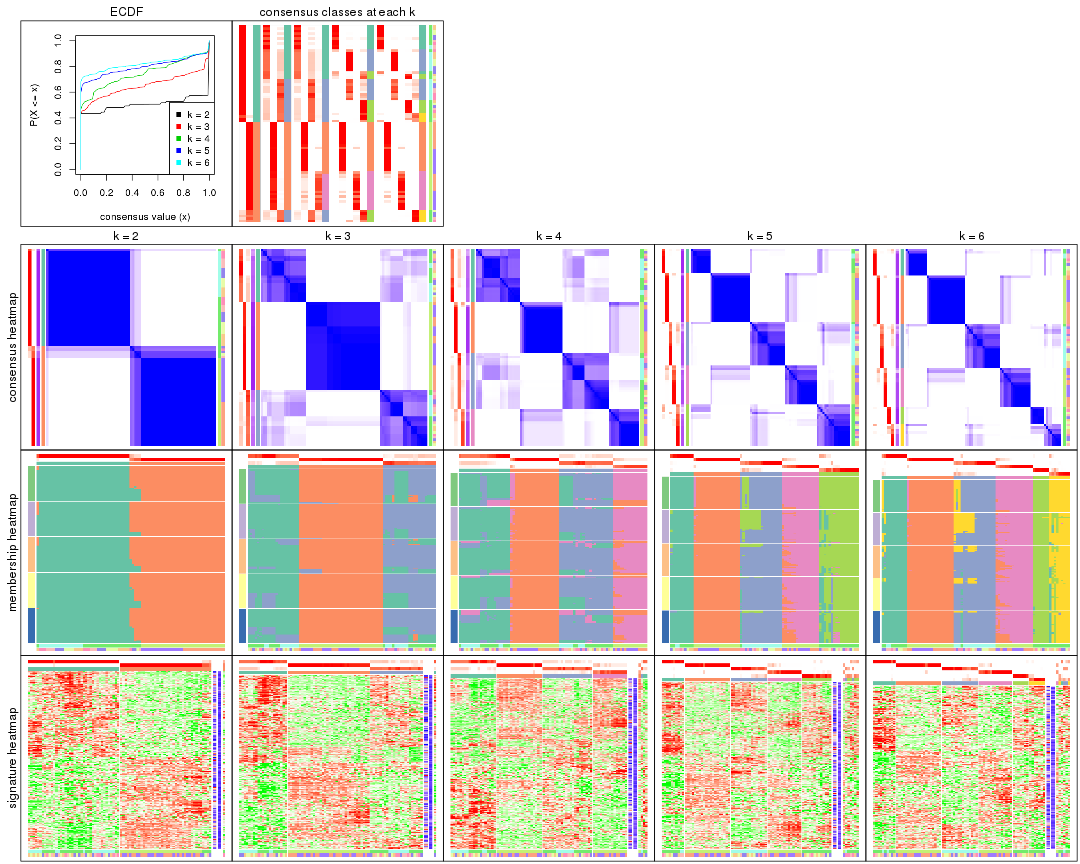 ECDF
consensus classes at each k
P(X <= x)
0.0 0.2 0.4 0.6 0.8 1.0
k = 2
k = 3
k = 4
k = 5
k = 6
0.0 0.2 0.4 0.6 0.8 1.0
consensus value (x)
k = 2
k = 3
k = 4
k = 5
k = 6
consensus heatmap
membership heatmap
signature heatmap